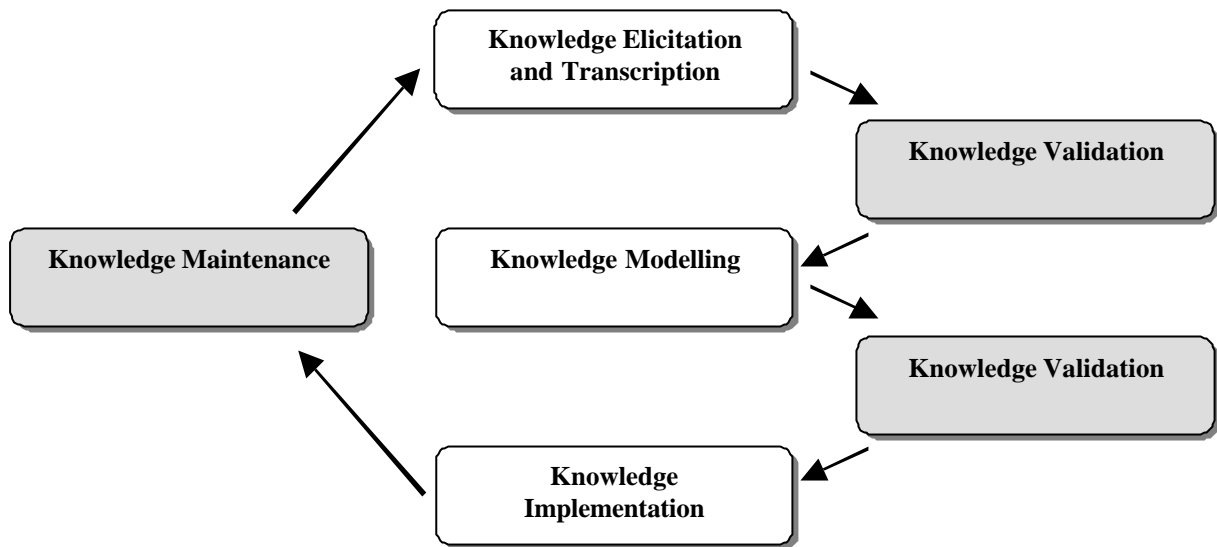 Knowledge Elicitation
and Transcription
Knowledge Validation
Knowledge Maintenance
Knowledge Modelling
Knowledge Validation
Knowledge
Implementation